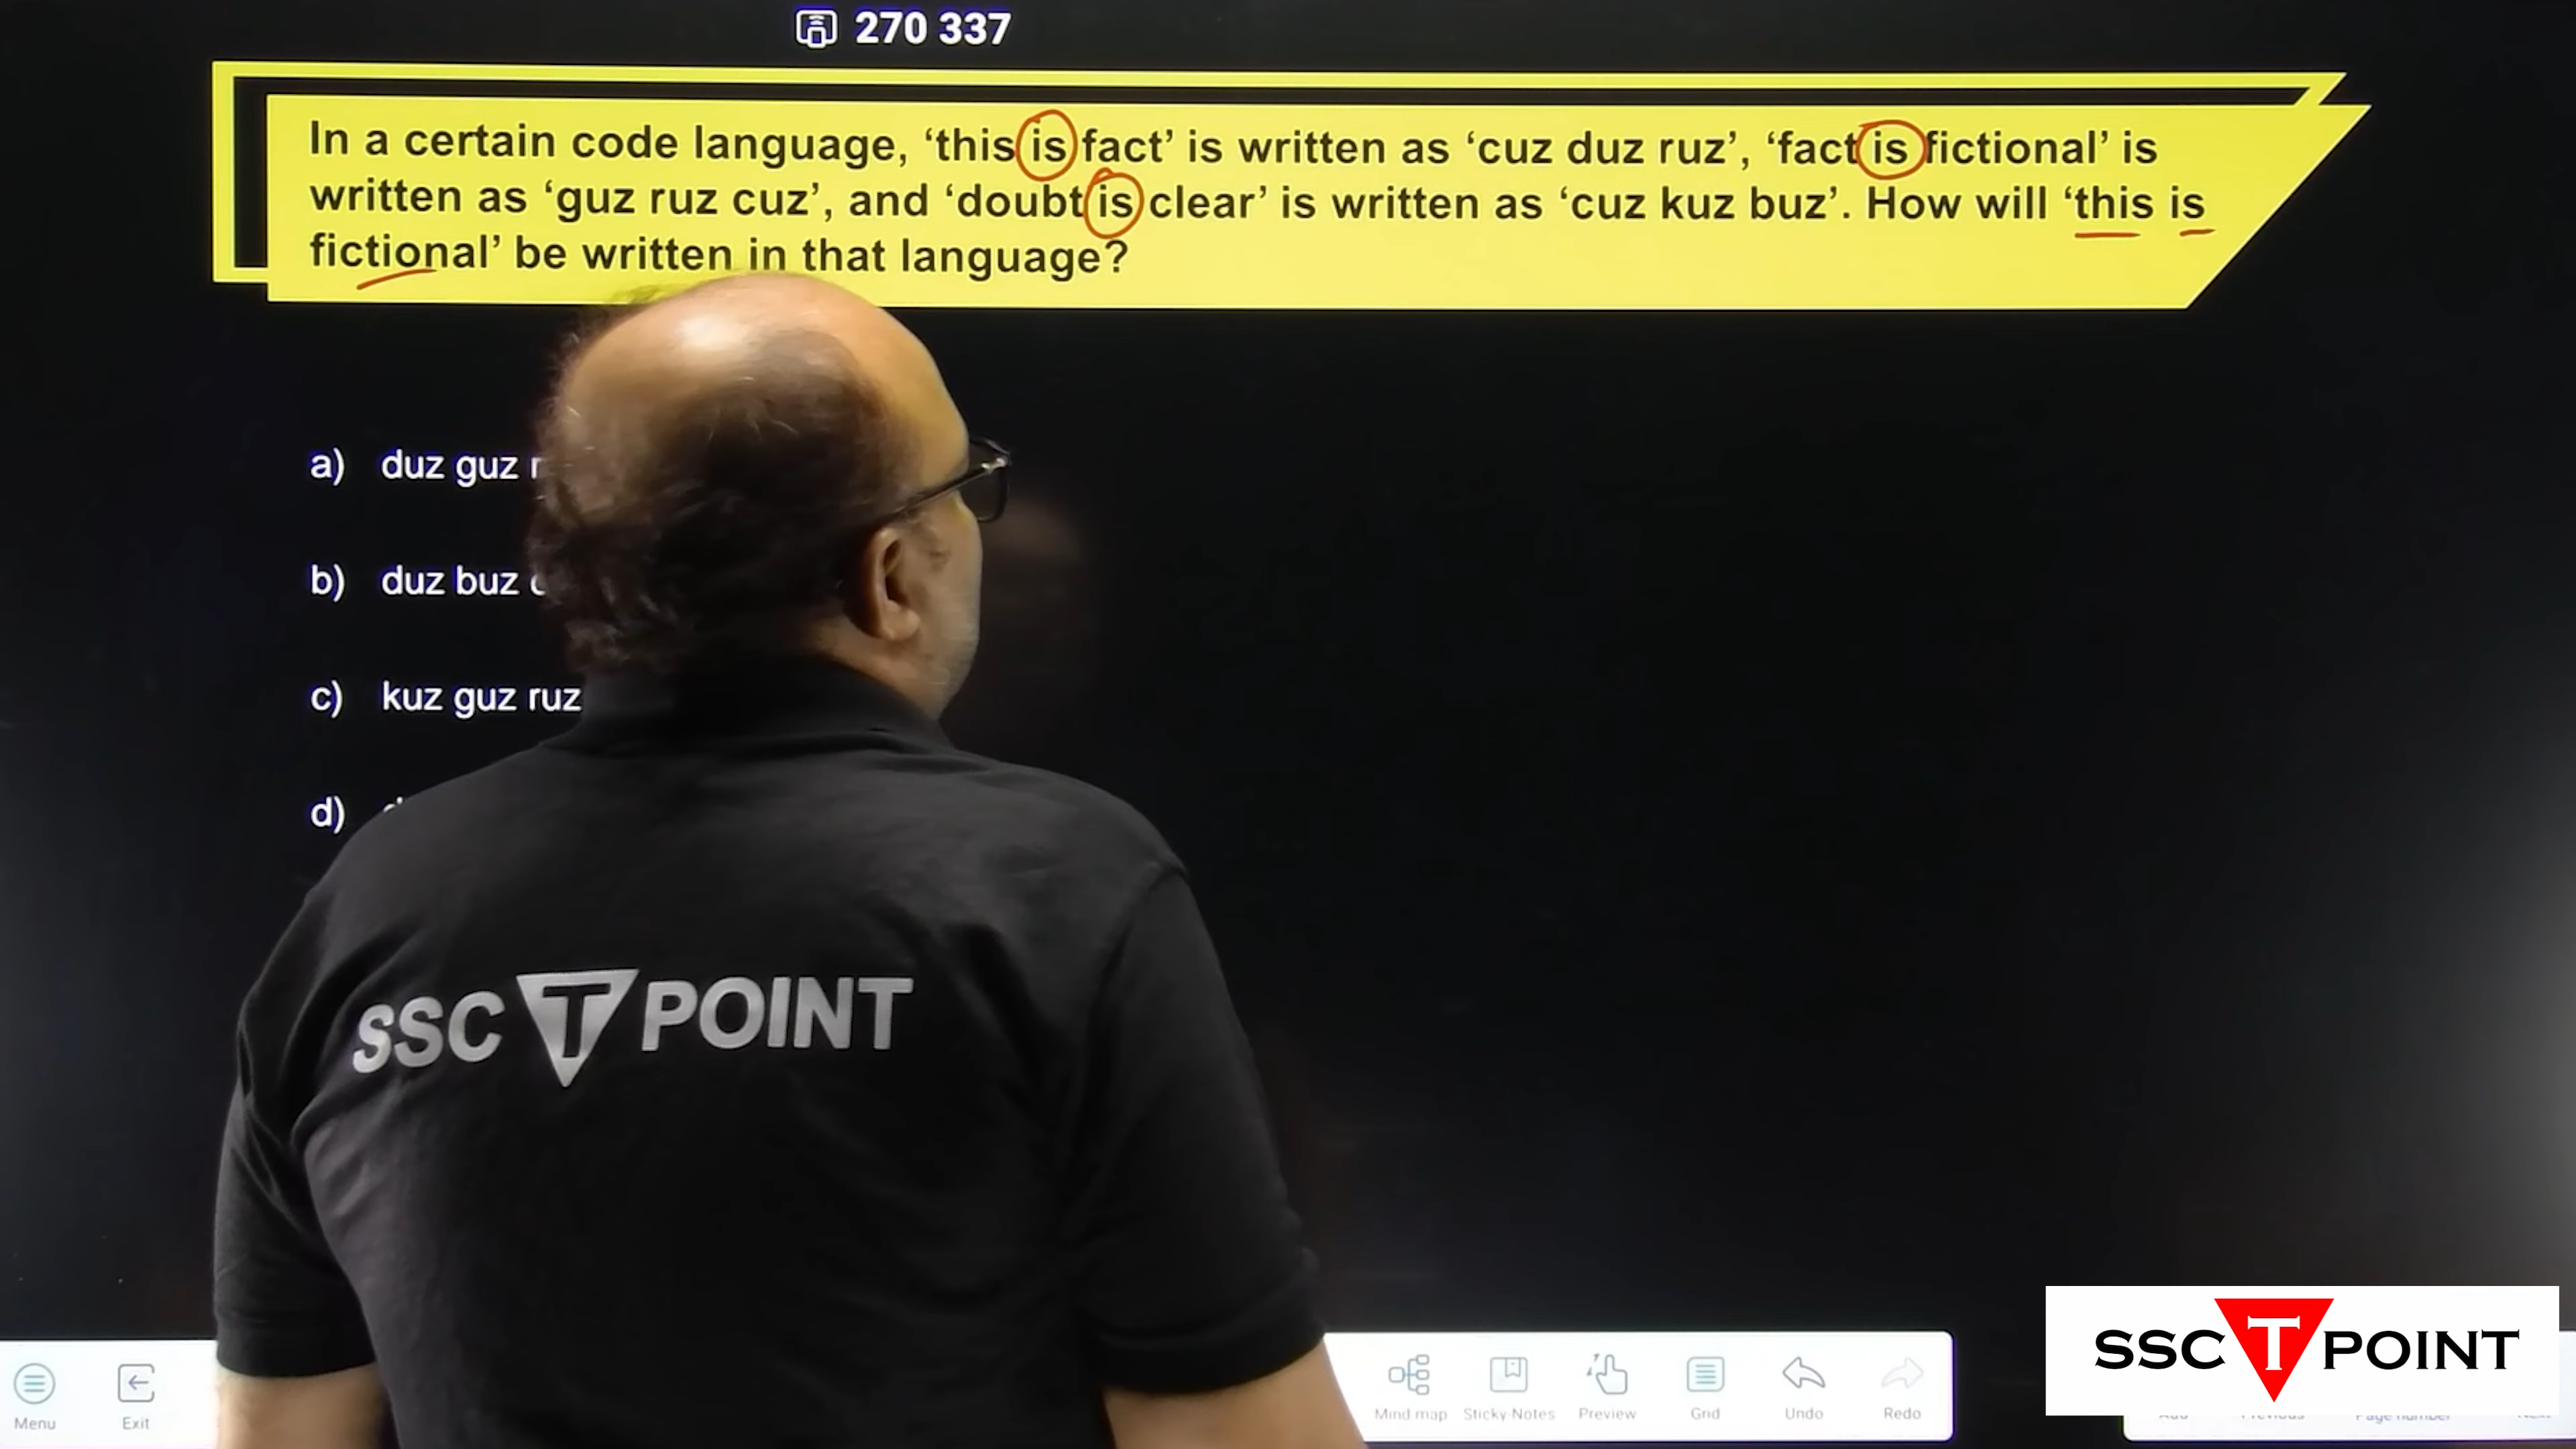 270 337
In a certain code language, ‘this is fact’ is written as ‘cuz duz ruz’, ‘fact is fictional’ is
written as ‘guz ruz cuz’, and ‘doubt is clear’ is written as ‘cuz kuz buz’. How will ‘this is
fictional’ be written in that language?
a) duz guz
b) duz buz
c) kuz guz ruz
d)
SSC T POINT
Menu Exit Mind map Sticky-Notes Preview Grid Undo Redo
SSC T POINT